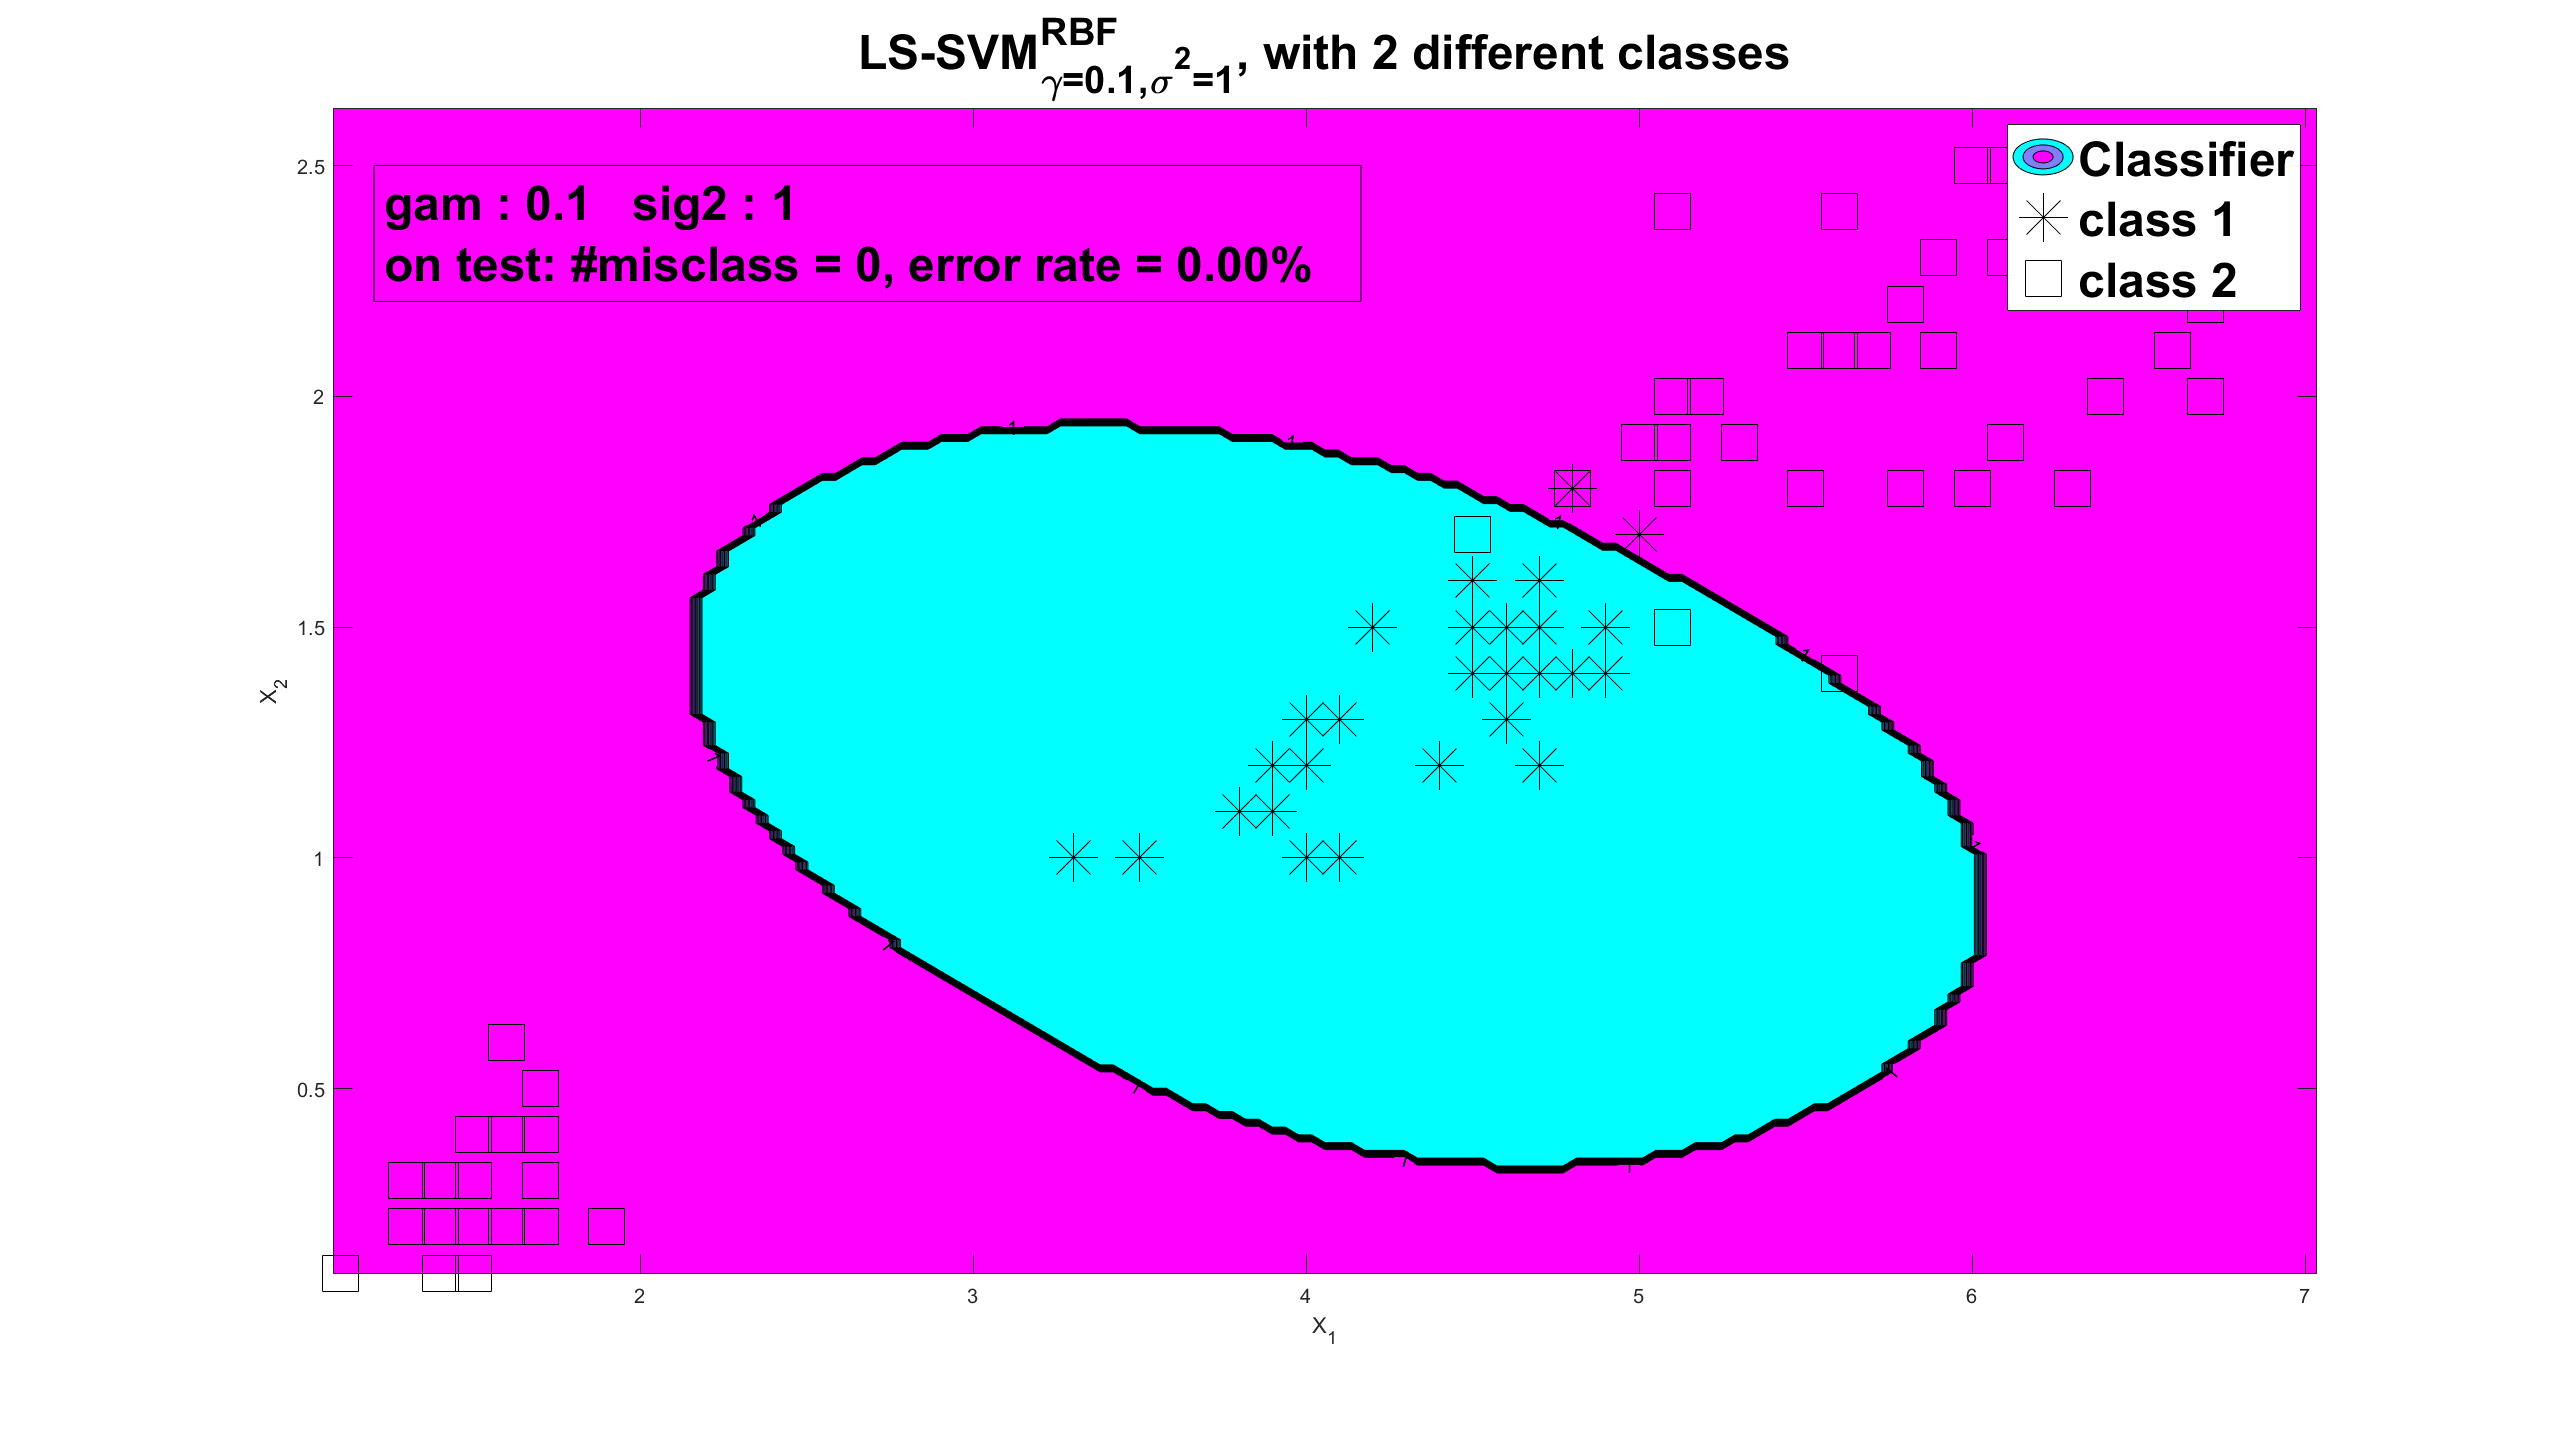 LS-SVM RBF γ=0.1,σ²=1, with 2 different classes
gam : 0.1 sig2 : 1
on test: #misclass = 0, error rate = 0.00%
Classifier
class 1
class 2
2.5
2
1.5
1
0.5
X2
2 3 4 5 6 7
X1